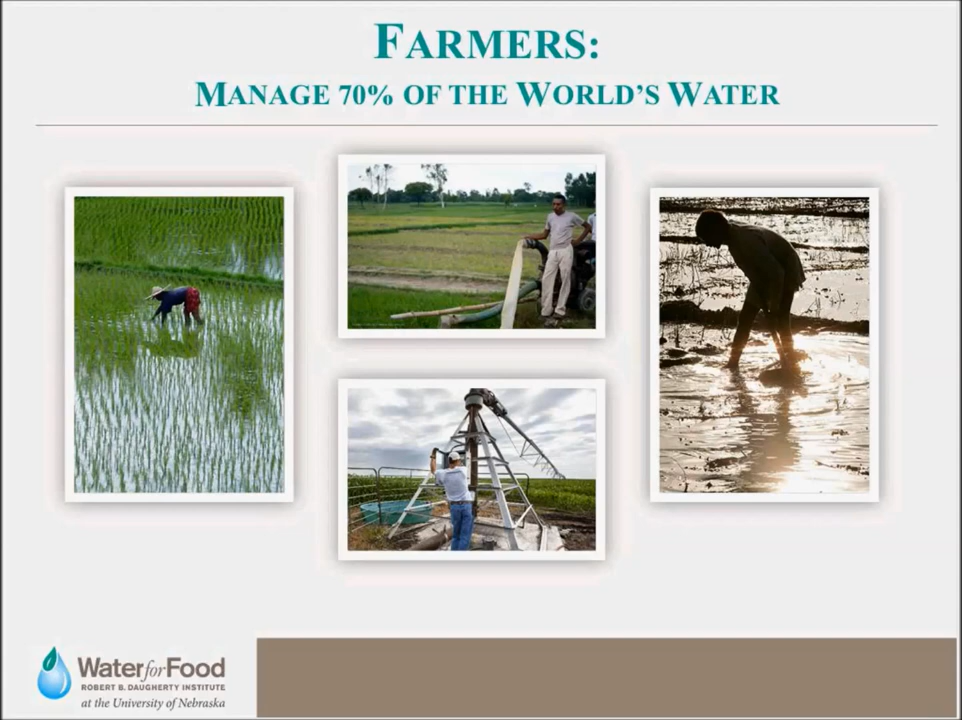 FARMERS:
MANAGE 70% OF THE WORLD'S WATER
Water for Food
ROBERT B. DAUGHERTY INSTITUTE
at the University of Nebraska